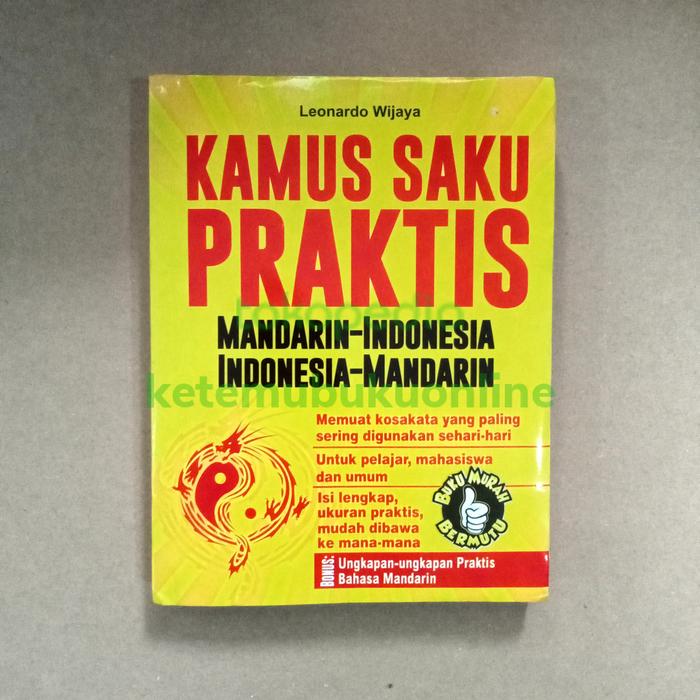 Leonardo Wijaya
KAMUS SAKU
PRAKTIS
tokopedia
MANDARIN-INDONESIA
INDONESIA-MANDARIN
ketemubukuonline
Memuat kosakata yang paling
sering digunakan sehari-hari
Untuk pelajar, mahasiswa
dan umum
Isi lengkap,
ukuran praktis,
mudah dibawa
ke mana-mana
BUKU MURAH
BERMUTU
BONUS:
Ungkapan-ungkapan Praktis
Bahasa Mandarin